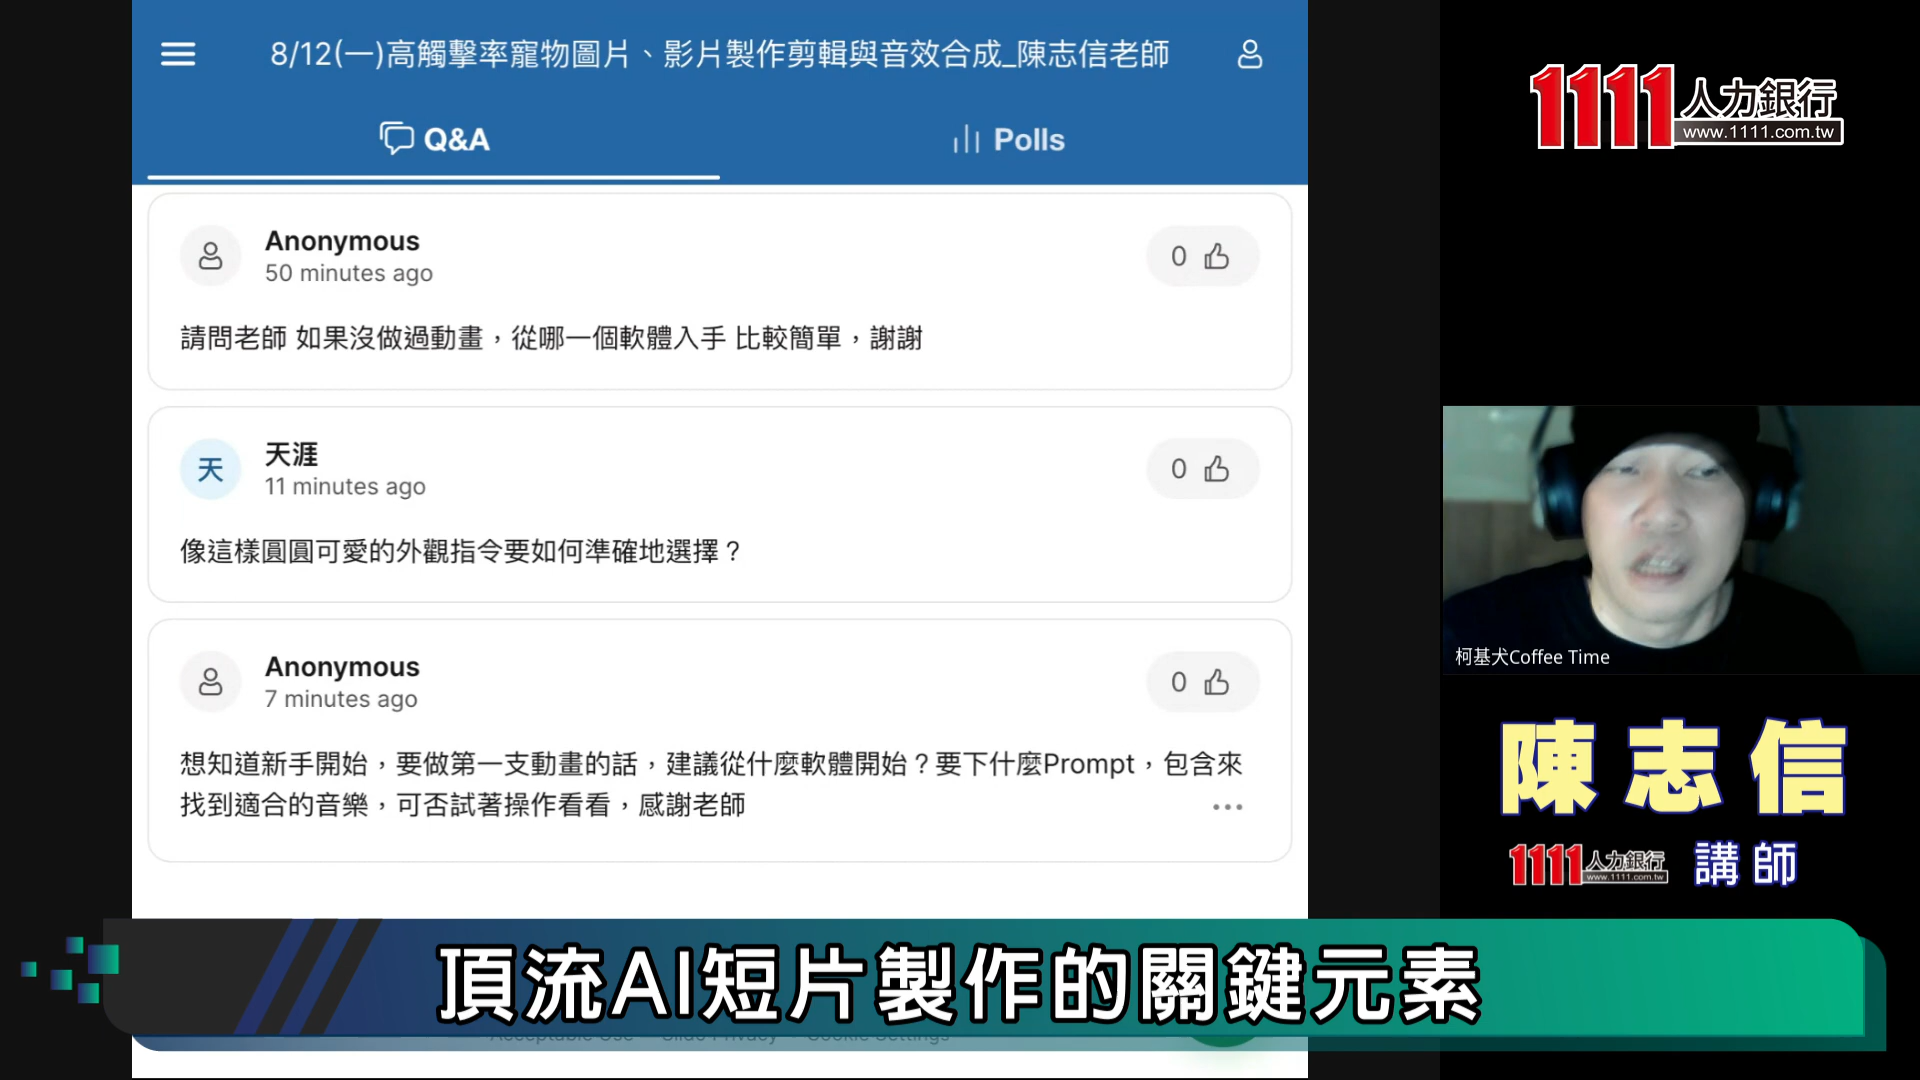 8/12(一)高觸擊率寵物圖片、影片製作剪輯與音效合成_陳志信老師
Q&A
Polls
Anonymous
50 minutes ago
0
請問老師 如果沒做過動畫，從哪一個軟體入手 比較簡單，謝謝
天
天涯
11 minutes ago
0
像這樣圓圓可愛的外觀指令要如何準確地選擇？
Anonymous
7 minutes ago
0
想知道新手開始，要做第一支動畫的話，建議從什麼軟體開始？要下什麼Prompt，包含來
找到適合的音樂，可否試著操作看看，感謝老師
Acceptable Use
Slido Privacy
Cookie Settings
1111人力銀行
www.1111.com.tw
柯基犬Coffee Time
陳志信
1111人力銀行
www.1111.com.tw
講師
頂流AI短片製作的關鍵元素